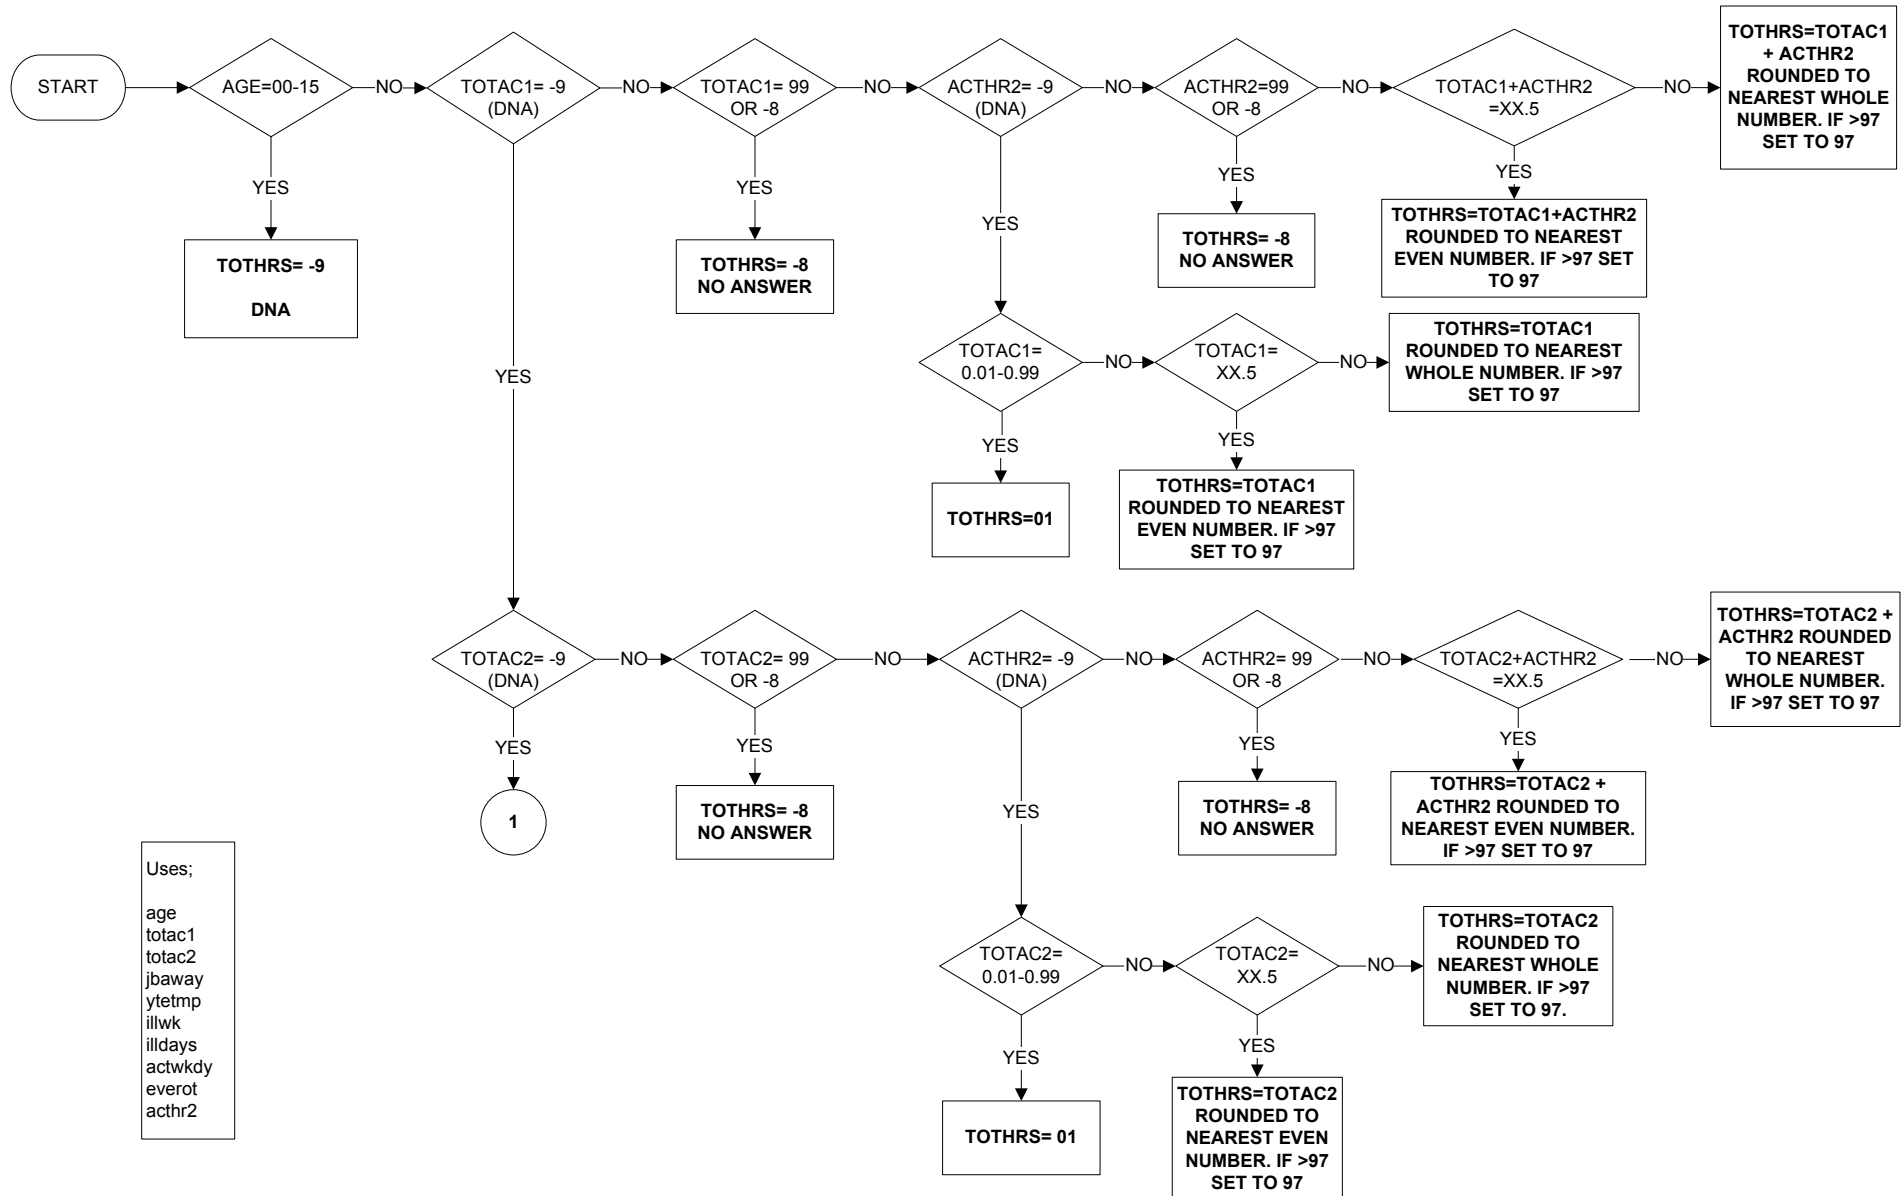 START
AGE=00-15
NO
TOTAC1= -9
(DNA)
NO
TOTAC1= 99
OR -8
NO
ACTHR2= -9
(DNA)
NO
ACTHR2=99
OR -8
NO
TOTAC1+ACTHR2
=XX.5
NO
TOTHRS=TOTAC1
+ ACTHR2
ROUNDED TO
NEAREST WHOLE
NUMBER. IF >97
SET TO 97
YES
TOTHRS= -9
DNA
YES
TOTHRS= -8
NO ANSWER
YES
YES
TOTHRS= -8
NO ANSWER
YES
TOTHRS=TOTAC1+ACTHR2
ROUNDED TO NEAREST
EVEN NUMBER. IF >97 SET
TO 97
YES
TOTAC1=
0.01-0.99
NO
TOTAC1=
XX.5
NO
TOTHRS=TOTAC1
ROUNDED TO NEAREST
WHOLE NUMBER. IF >97
SET TO 97
YES
TOTHRS=01
YES
TOTHRS=TOTAC1
ROUNDED TO NEAREST
EVEN NUMBER. IF >97
SET TO 97
TOTAC2= -9
(DNA)
NO
TOTAC2= 99
OR -8
NO
ACTHR2= -9
(DNA)
NO
ACTHR2= 99
OR -8
NO
TOTAC2+ACTHR2
=XX.5
NO
TOTHRS=TOTAC2 +
ACTHR2 ROUNDED
TO NEAREST
WHOLE NUMBER.
IF >97 SET TO 97
YES
1
YES
TOTHRS= -8
NO ANSWER
YES
YES
TOTHRS= -8
NO ANSWER
YES
TOTHRS=TOTAC2 +
ACTHR2 ROUNDED TO
NEAREST EVEN NUMBER.
IF >97 SET TO 97
Uses;
age
totac1
totac2
jbaway
ytetmp
illwk
illdays
actwkdy
everot
acthr2
TOTAC2=
0.01-0.99
NO
TOTAC2=
XX.5
NO
TOTHRS=TOTAC2
ROUNDED TO
NEAREST WHOLE
NUMBER. IF >97
SET TO 97.
YES
TOTHRS= 01
YES
TOTHRS=TOTAC2
ROUNDED TO
NEAREST EVEN
NUMBER. IF >97
SET TO 97